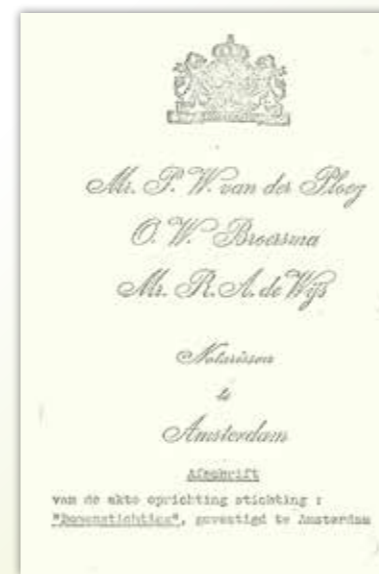 Mr. P. W. van der Ploeg
O. W. Broersma
Mr. R. A. de Wijs
Notarissen
te
Amsterdam
Afschrift
van de akte oprichting stichting :
gevestigd te Amsterdam